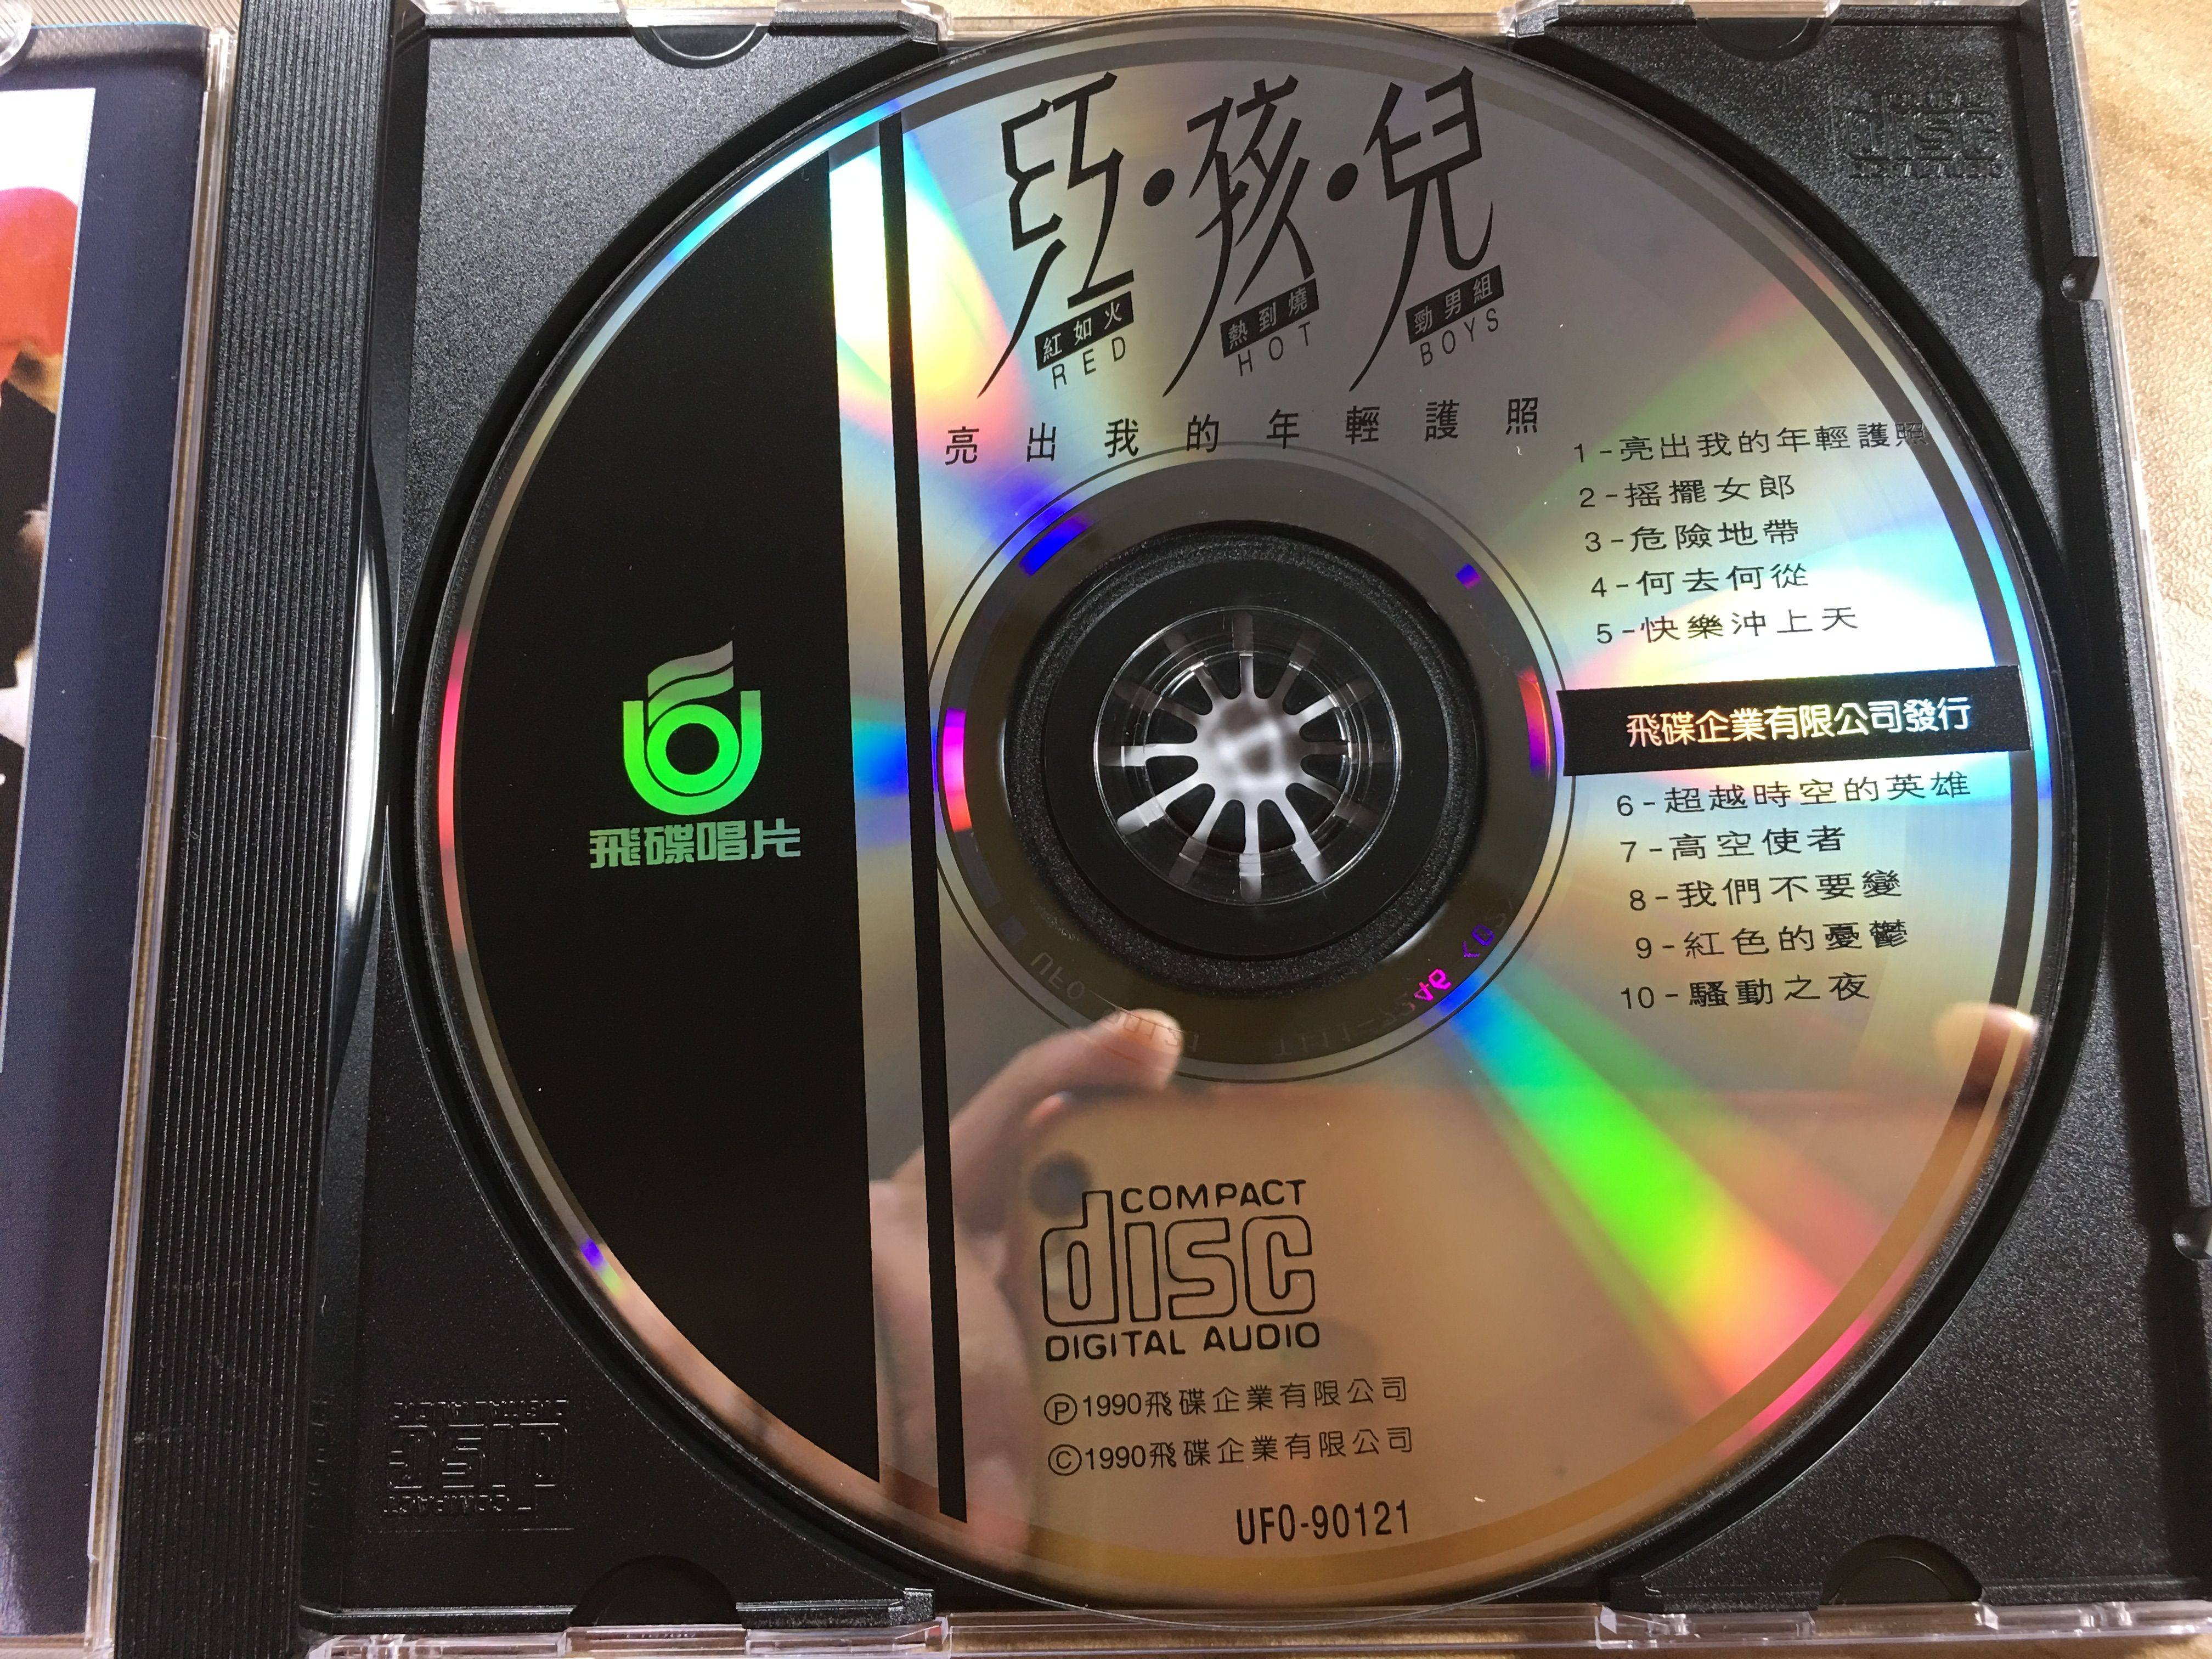 紅·孩·兒
紅如火 熱到燒 勁男組
RED HOT BOYS
亮出我的年輕護照
1-亮出我的年輕護照
2-摇擺女郎
3-危險地帶
4-何去何從
5-快樂沖上天
飛碟企業有限公司發行
6-超越時空的英雄
7-高空使者
8-我們不要變
9-紅色的憂鬱
10-騷動之夜
飛碟唱片
COMPACT
disc
DIGITAL AUDIO
Ⓟ1990飛碟企業有限公司
©1990飛碟企業有限公司
UFO-90121